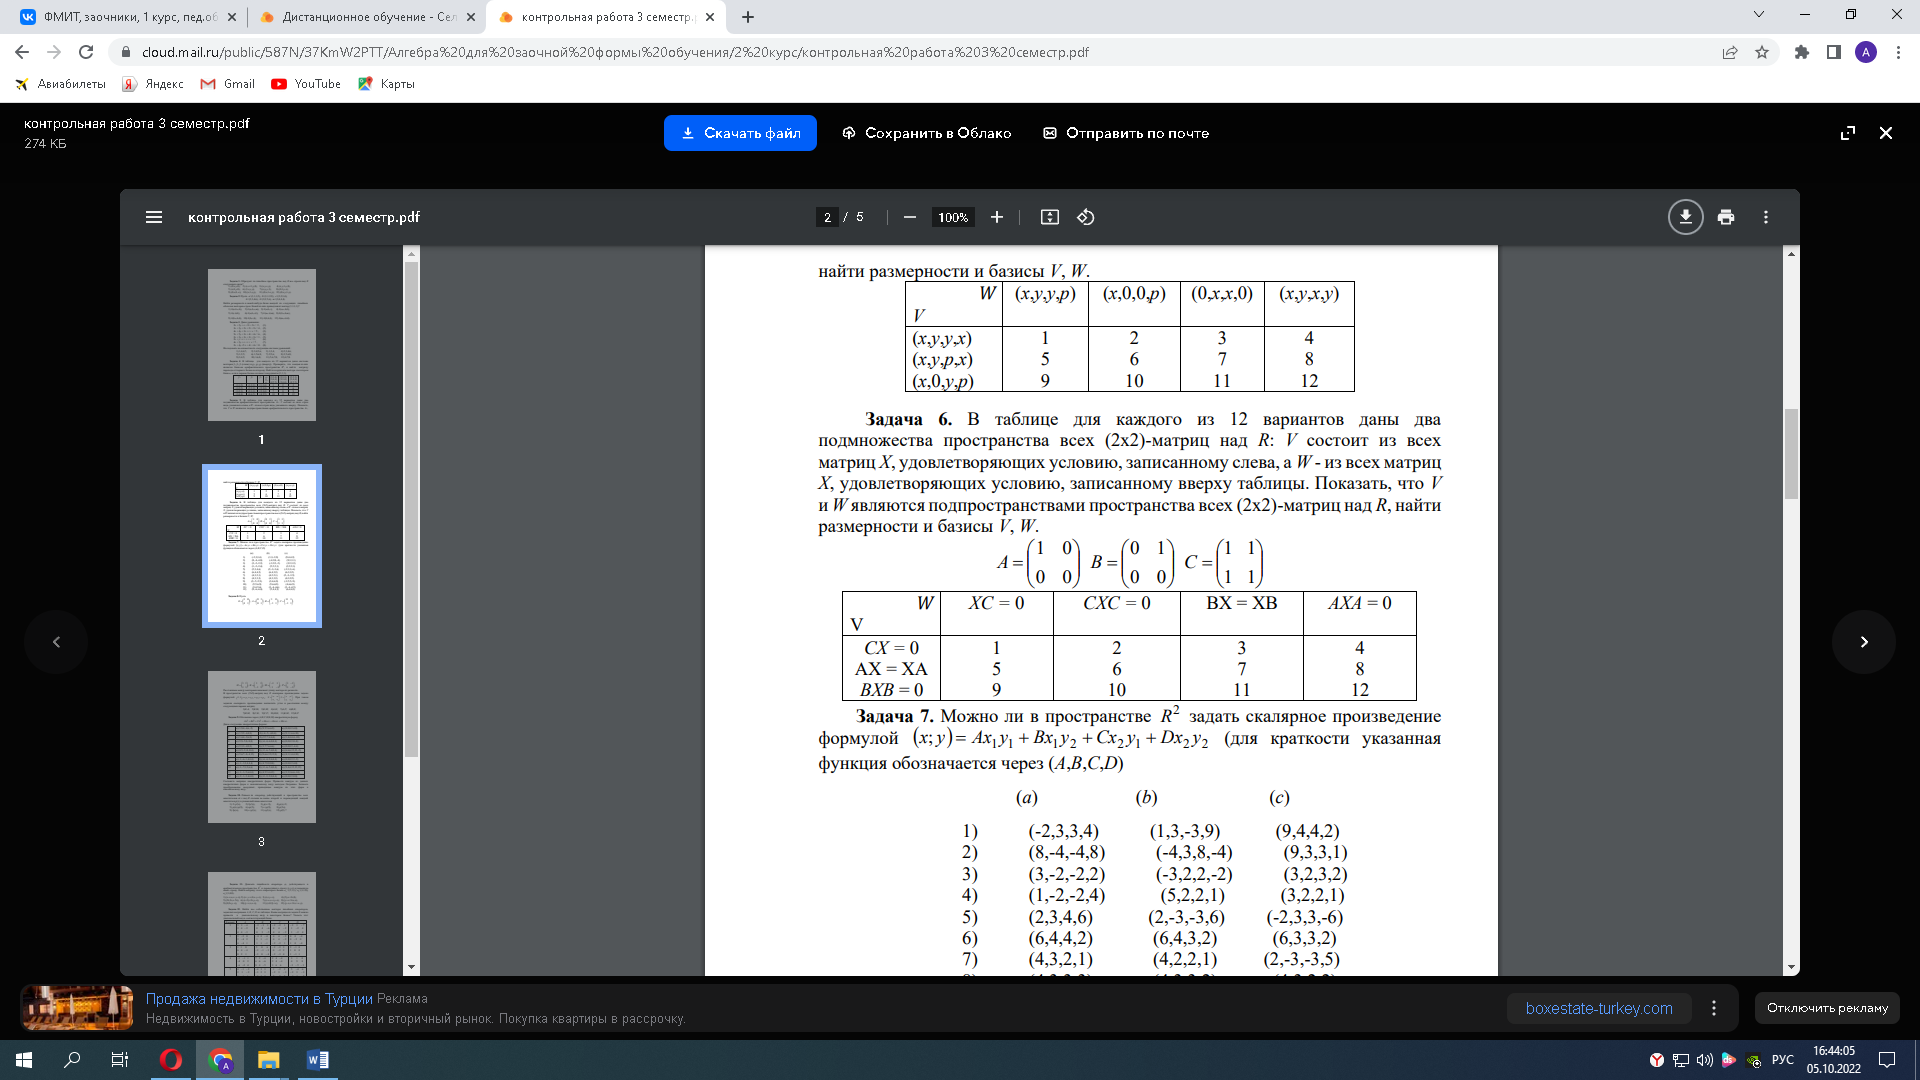 ФМИТ, заочники, 1 курс, пед.об
Дистанционное обучение - Сел
контрольная работа 3 семестр.
cloud.mail.ru/public/587N/37KmW2PTT/Алгебра%20для%20заочной%20формы%20обучения/2%20курс/контрольная%20работа%203%20семестр.pdf
A
Авиабилеты
Яндекс
Gmail
YouTube
Карты
контрольная работа 3 семестр.pdf
274 КБ
Скачать файл
Сохранить в Облако
Отправить по почте
контрольная работа 3 семестр.pdf
2 / 5
100%
1
2
3
найти размерности и базисы V, W.
W (x,y,y,p) (x,0,0,p) (0,x,x,0) (x,y,x,y)
V
(x,y,y,x) 1 2 3 4
(x,y,p,x) 5 6 7 8
(x,0,y,p) 9 10 11 12
Задача 6. В таблице для каждого из 12 вариантов даны два
подмножества пространства всех (2x2)-матриц над R: V состоит из всех
матриц X, удовлетворяющих условию, записанному слева, а W - из всех матриц
X, удовлетворяющих условию, записанному вверху таблицы. Показать, что V
и W являются подпространствами пространства всех (2x2)-матриц над R, найти
размерности и базисы V, W.
A = (1 0 0 0) B = (0 1 0 0) C = (1 1 1 1)
W XC = 0 CXC = 0 BX = XB AXA = 0
V
CX = 0 1 2 3 4
AX = XA 5 6 7 8
BXB = 0 9 10 11 12
Задача 7. Можно ли в пространстве R² задать скалярное произведение
формулой (x; y) = Ax₁y₁ + Bx₁y₂ + Cx₂y₁ + Dx₂y₂ (для краткости указанная
функция обозначается через (A,B,C,D)
(a) (b) (c)
1) (-2,3,3,4) (1,3,-3,9) (9,4,4,2)
2) (8,-4,-4,8) (-4,3,8,-4) (9,3,3,1)
3) (3,-2,-2,2) (-3,2,2,-2) (3,2,3,2)
4) (1,-2,-2,4) (5,2,2,1) (3,2,2,1)
5) (2,3,4,6) (2,-3,-3,6) (-2,3,3,-6)
6) (6,4,4,2) (6,4,3,2) (6,3,3,2)
7) (4,3,2,1) (4,2,2,1) (2,-3,-3,5)
Продажа недвижимости в Турции Реклама
Недвижимость в Турции, новостройки и вторичный рынок. Покупка квартиры в рассрочку.
boxestate-turkey.com
Отключить рекламу
РУС
16:44:05
05.10.2022